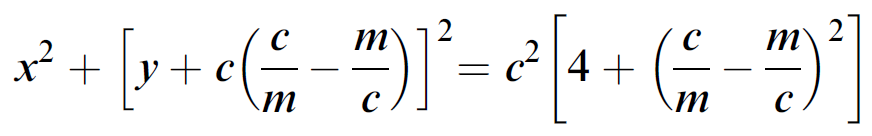 x² + [y + c(c/m − m/c)]² = c²[4 + (c/m − m/c)²]